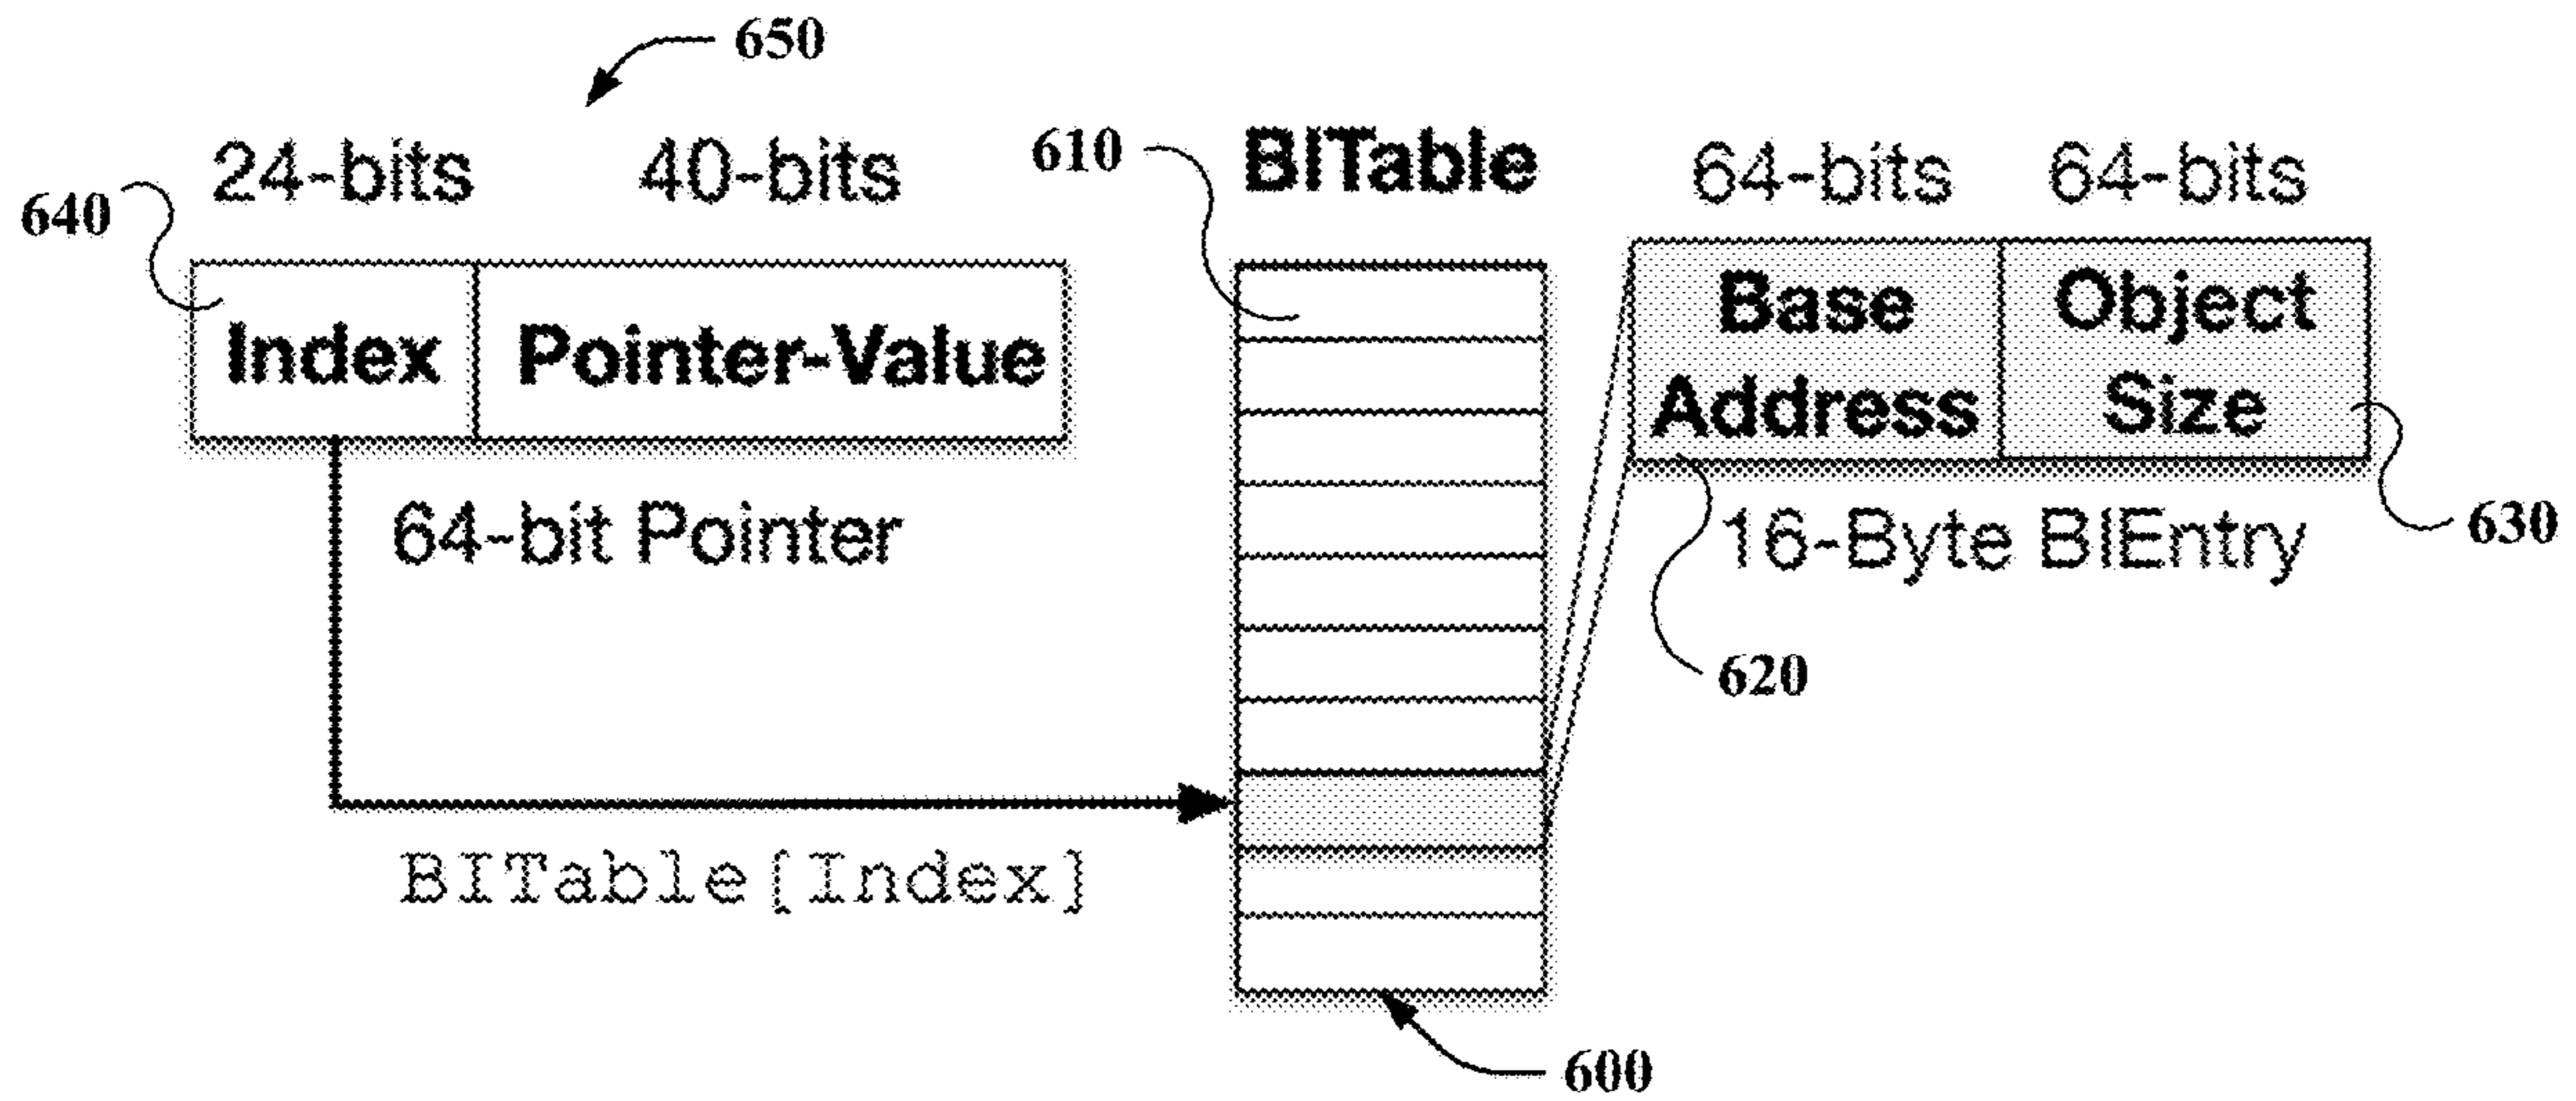 650
24-bits 40-bits 610 BITable 64-bits 64-bits
640
Index Pointer-Value
Base Address
Object Size
64-bit Pointer
16-Byte BIEntry
630
620
BITable[Index]
600